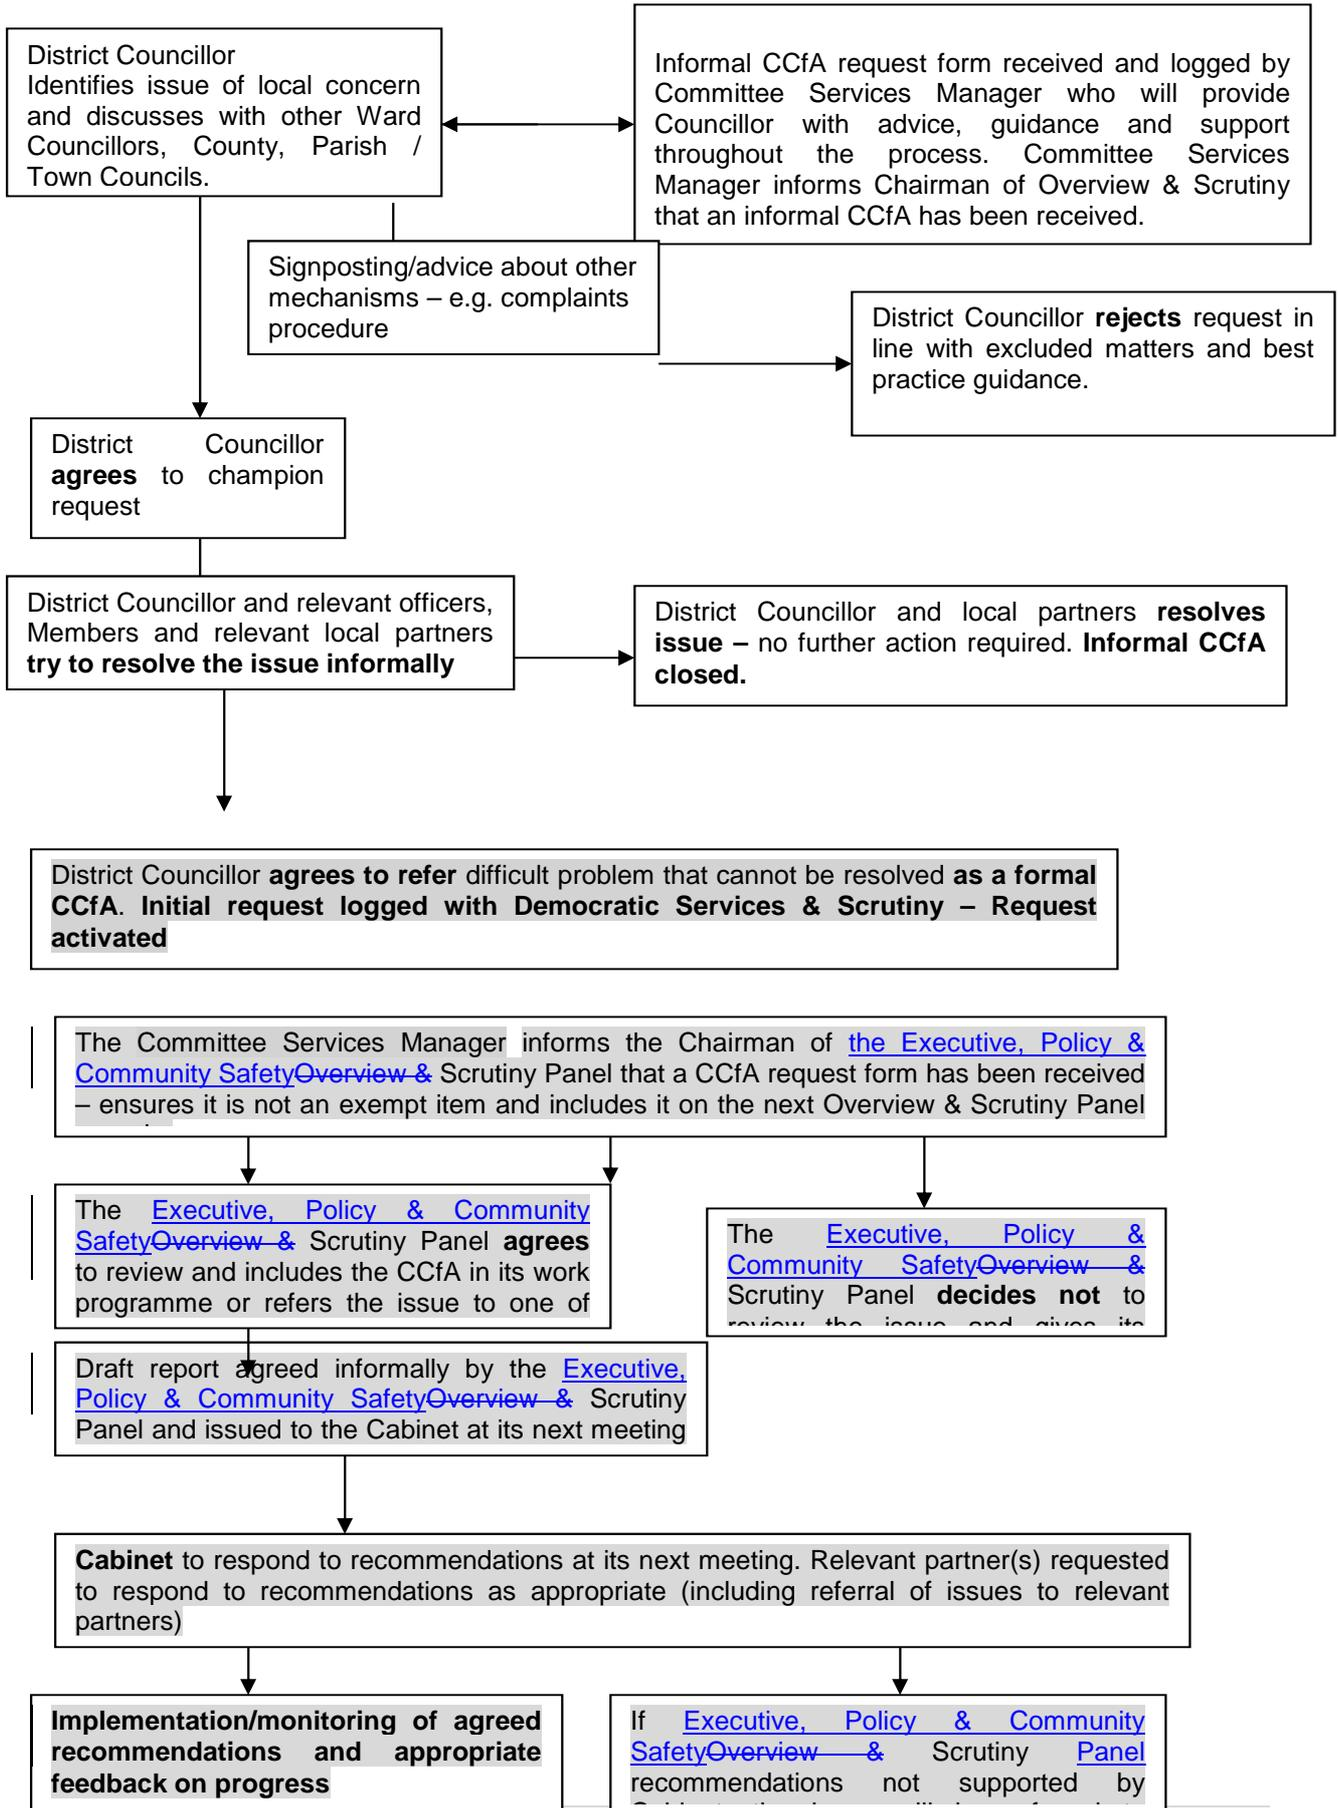 District Councillor
Identifies issue of local concern
and discusses with other Ward
Councillors, County, Parish /
Town Councils.
Informal CCfA request form received and logged by
Committee Services Manager who will provide
Councillor with advice, guidance and support
throughout the process. Committee Services
Manager informs Chairman of Overview & Scrutiny
that an informal CCfA has been received.
Signposting/advice about other
mechanisms – e.g. complaints
procedure
District Councillor rejects request in
line with excluded matters and best
practice guidance.
District Councillor
agrees to champion
request
District Councillor and relevant officers,
Members and relevant local partners
try to resolve the issue informally
District Councillor and local partners resolves
issue – no further action required. Informal CCfA
closed.
District Councillor agrees to refer difficult problem that cannot be resolved as a formal
CCfA. Initial request logged with Democratic Services & Scrutiny – Request
activated
The Committee Services Manager informs the Chairman of the Executive, Policy &
Community SafetyOverview & Scrutiny Panel that a CCfA request form has been received
– ensures it is not an exempt item and includes it on the next Overview & Scrutiny Panel
The Executive, Policy & Community
SafetyOverview & Scrutiny Panel agrees
to review and includes the CCfA in its work
programme or refers the issue to one of
The Executive, Policy &
Community SafetyOverview &
Scrutiny Panel decides not to
review the issue and gives its
Draft report agreed informally by the Executive,
Policy & Community SafetyOverview & Scrutiny
Panel and issued to the Cabinet at its next meeting
Cabinet to respond to recommendations at its next meeting. Relevant partner(s) requested
to respond to recommendations as appropriate (including referral of issues to relevant
partners)
Implementation/monitoring of agreed
recommendations and appropriate
feedback on progress
If Executive, Policy & Community
SafetyOverview & Scrutiny Panel
recommendations not supported by